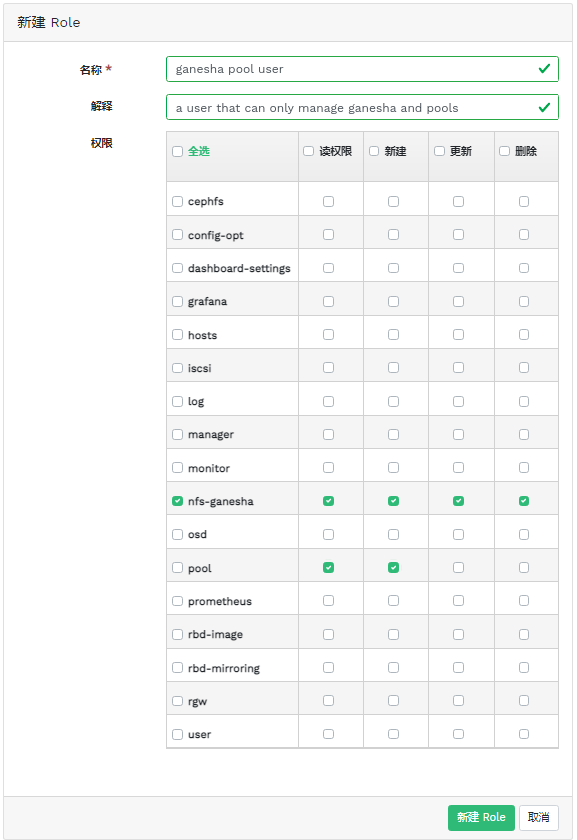 新建 Role
名称 *
ganesha pool user
解释
a user that can only manage ganesha and pools
权限
全选 读权限 新建 更新 删除
cephfs
config-opt
dashboard-settings
grafana
hosts
iscsi
log
manager
monitor
nfs-ganesha
osd
pool
prometheus
rbd-image
rbd-mirroring
rgw
user
新建 Role 取消